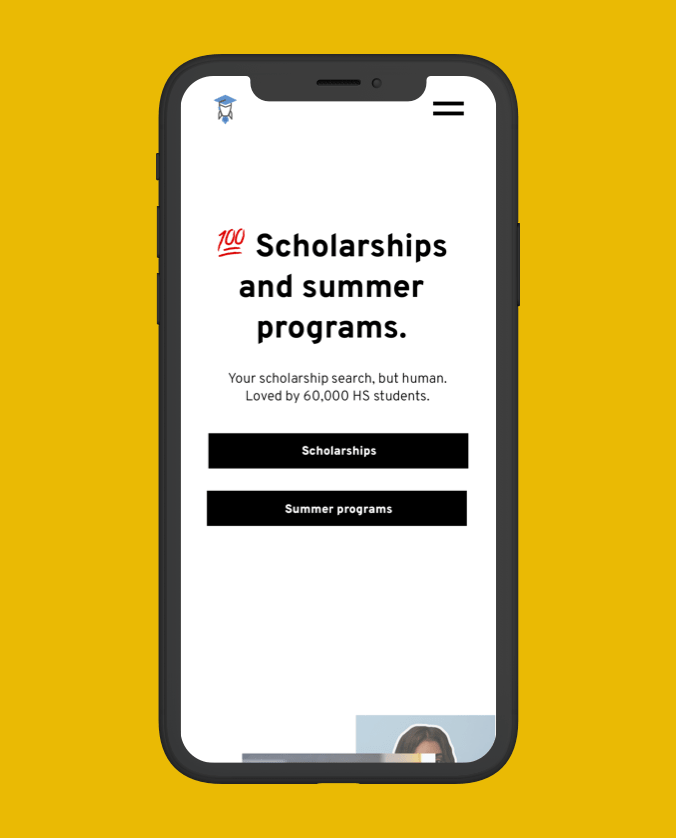 💯 Scholarships
and summer
programs.
Your scholarship search, but human.
Loved by 60,000 HS students.
Scholarships
Summer programs